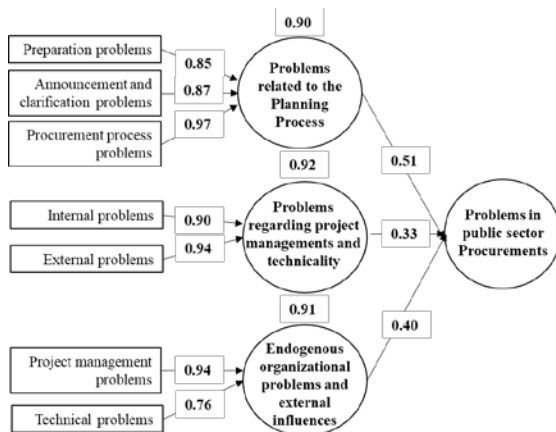 0.90
Preparation problems
0.85
Announcement and
clarification problems
0.87
Procurement process
problems
0.97
Problems
related to the
Planning
Process
0.92
0.51
Internal problems
0.90
External problems
0.94
Problems
regarding project
managements and
technicality
0.33
Problems in
public sector
Procurements
0.91
0.40
Project management
problems
0.94
Technical problems
0.76
Endogenous
organizational
problems and
external
influences